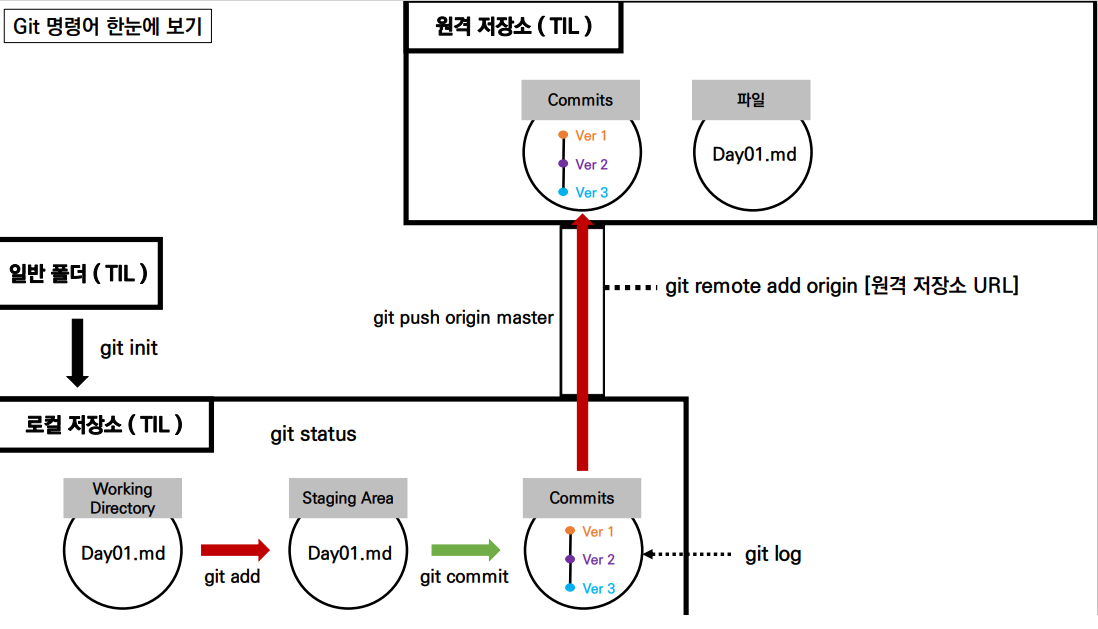 Git 명령어 한눈에 보기
원격 저장소 ( TIL )
Commits
Ver 1
Ver 2
Ver 3
파일
Day01.md
일반 폴더 ( TIL )
git init
git push origin master
git remote add origin [원격 저장소 URL]
로컬 저장소 ( TIL )
git status
Working
Directory
Day01.md
git add
Staging Area
Day01.md
git commit
Commits
Ver 1
Ver 2
Ver 3
git log